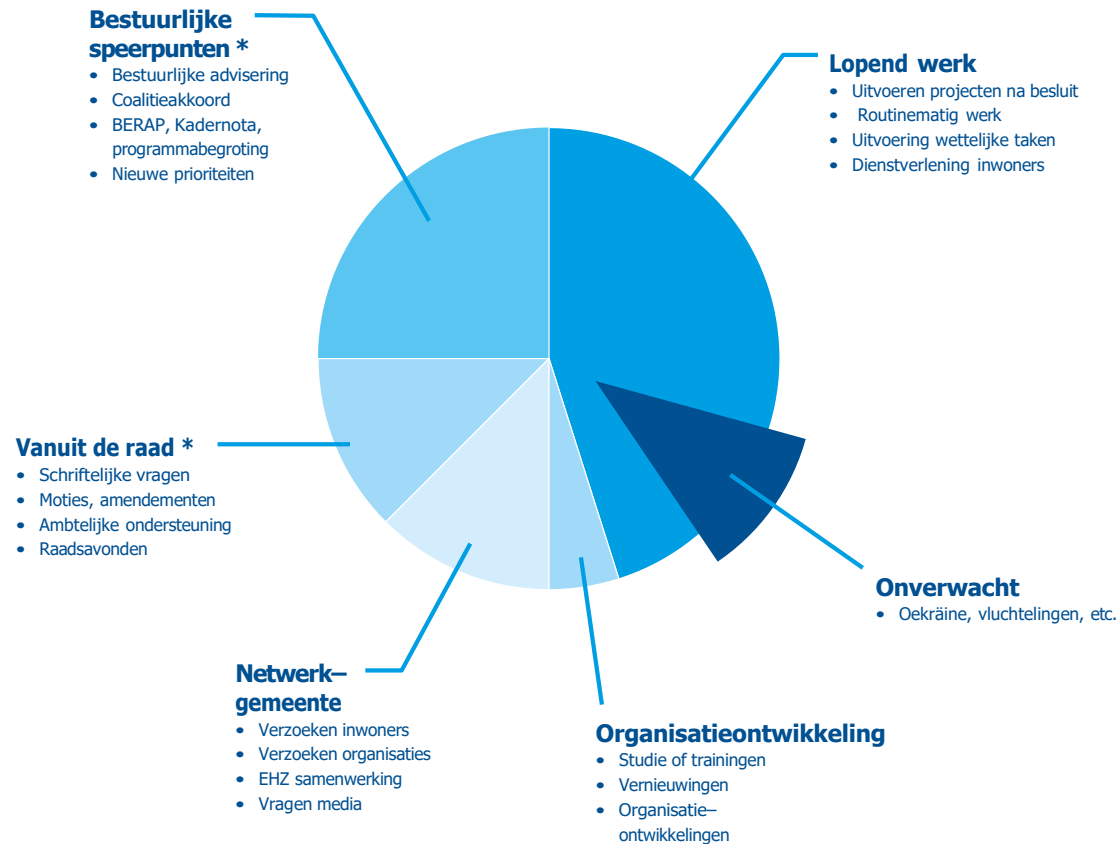 Bestuurlijke
speerpunten *
• Bestuurlijke advisering
• Coalitieakkoord
• BERAP, Kadernota,
programmabegroting
• Nieuwe prioriteiten
Lopend werk
• Uitvoeren projecten na besluit
• Routinematig werk
• Uitvoering wettelijke taken
• Dienstverlening inwoners
Vanuit de raad *
• Schriftelijke vragen
• Moties, amendementen
• Ambtelijke ondersteuning
• Raadsavonden
Onverwacht
• Oekräine, vluchtelingen, etc.
Netwerk–
gemeente
• Verzoeken inwoners
• Verzoeken organisaties
• EHZ samenwerking
• Vragen media
Organisatieontwikkeling
• Studie of trainingen
• Vernieuwingen
• Organisatie–
ontwikkelingen